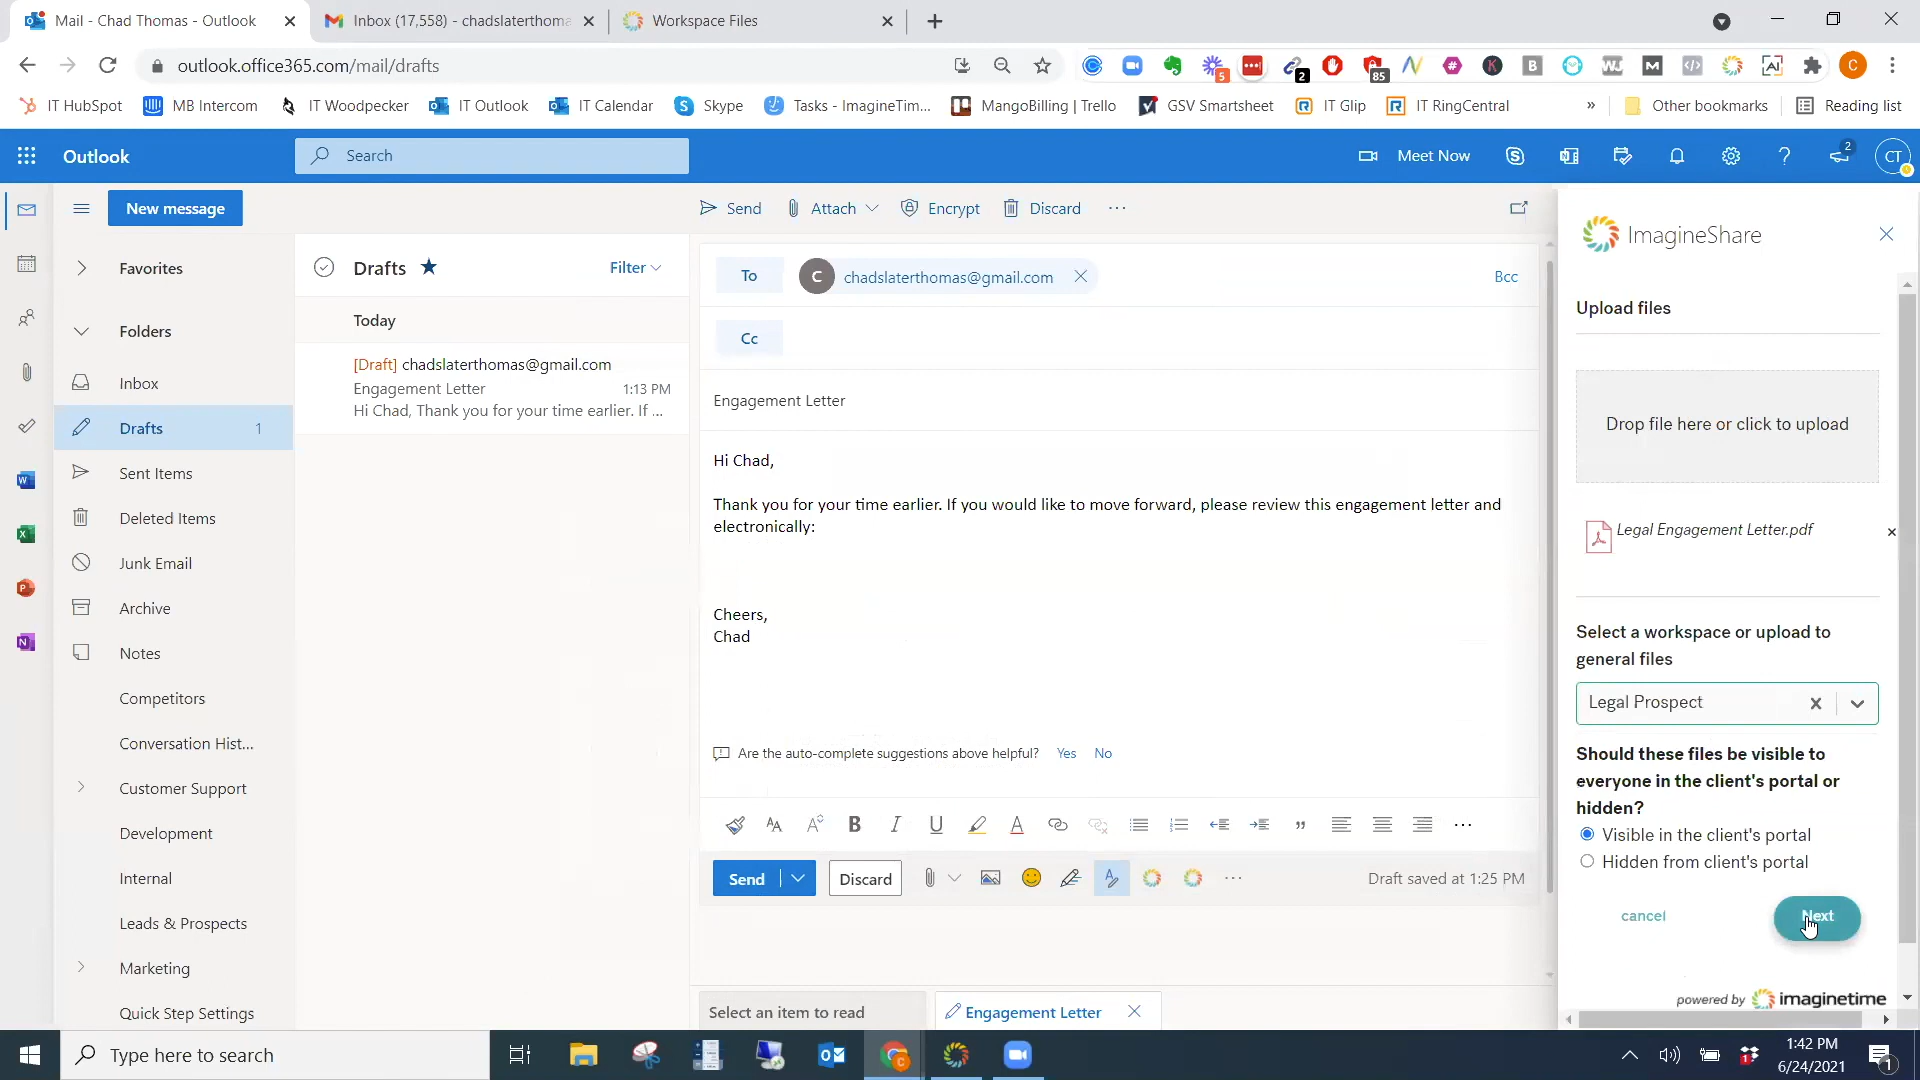 Mail - Chad Thomas - Outlook
Inbox (17,558) - chadslaterthoma
Workspace Files
outlook.office365.com/mail/drafts
5
2
85
C
IT HubSpot
MB Intercom
IT Woodpecker
IT Outlook
IT Calendar
Skype
Tasks - ImagineTim...
MangoBilling | Trello
GSV Smartsheet
IT Glip
IT RingCentral
»
Other bookmarks
Reading list
Outlook
Search
Meet Now
2
CT
New message
Send
Attach
Encrypt
Discard
Favorites
Folders
Inbox
Drafts 1
Sent Items
Deleted Items
Junk Email
Archive
Notes
Competitors
Conversation Hist...
Customer Support
Development
Internal
Leads & Prospects
Marketing
Quick Step Settings
Drafts
Filter
Today
[Draft] chadslaterthomas@gmail.com
Engagement Letter 1:13 PM
Hi Chad, Thank you for your time earlier. If ...
To
C
chadslaterthomas@gmail.com
Bcc
Cc
Engagement Letter
Hi Chad,
Thank you for your time earlier. If you would like to move forward, please review this engagement letter and
electronically:
Cheers,
Chad
Are the auto-complete suggestions above helpful? Yes No
Send
Discard
Draft saved at 1:25 PM
Select an item to read
Engagement Letter
ImagineShare
Upload files
Drop file here or click to upload
Legal Engagement Letter.pdf
Select a workspace or upload to
general files
Legal Prospect
Should these files be visible to
everyone in the client's portal or
hidden?
Visible in the client's portal
Hidden from client's portal
cancel
Next
powered by imaginetime
Type here to search
1:42 PM
6/24/2021
1